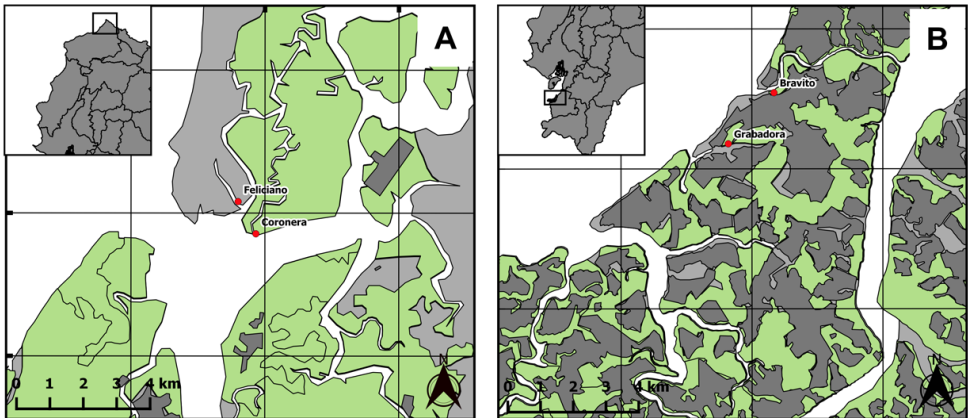 A
Feliciano
Coronera
N
0 1 2 3 4 km
B
Bravito
Grabadora
N
0 1 2 3 4 km